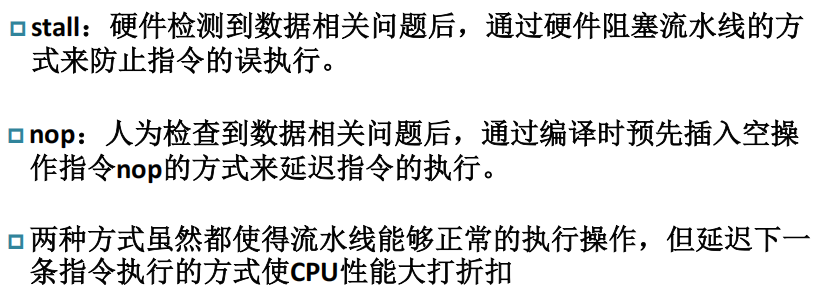 stall：硬件检测到数据相关问题后，通过硬件阻塞流水线的方
式来防止指令的误执行。
nop：人为检查到数据相关问题后，通过编译时预先插入空操
作指令nop的方式来延迟指令的执行。
两种方式虽然都使得流水线能够正常的执行操作，但延迟下一
条指令执行的方式使CPU性能大打折扣